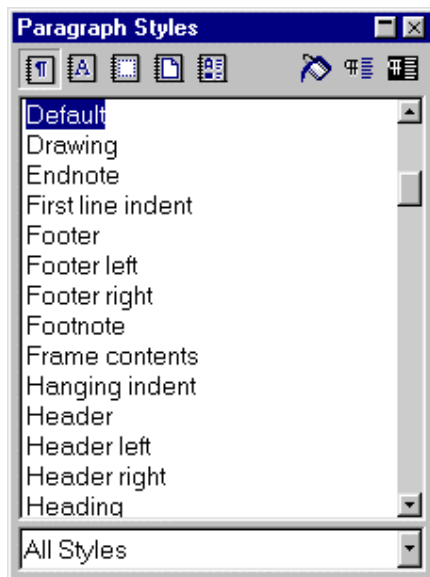 Paragraph Styles
Default
Drawing
Endnote
First line indent
Footer
Footer left
Footer right
Footnote
Frame contents
Hanging indent
Header
Header left
Header right
Heading
All Styles